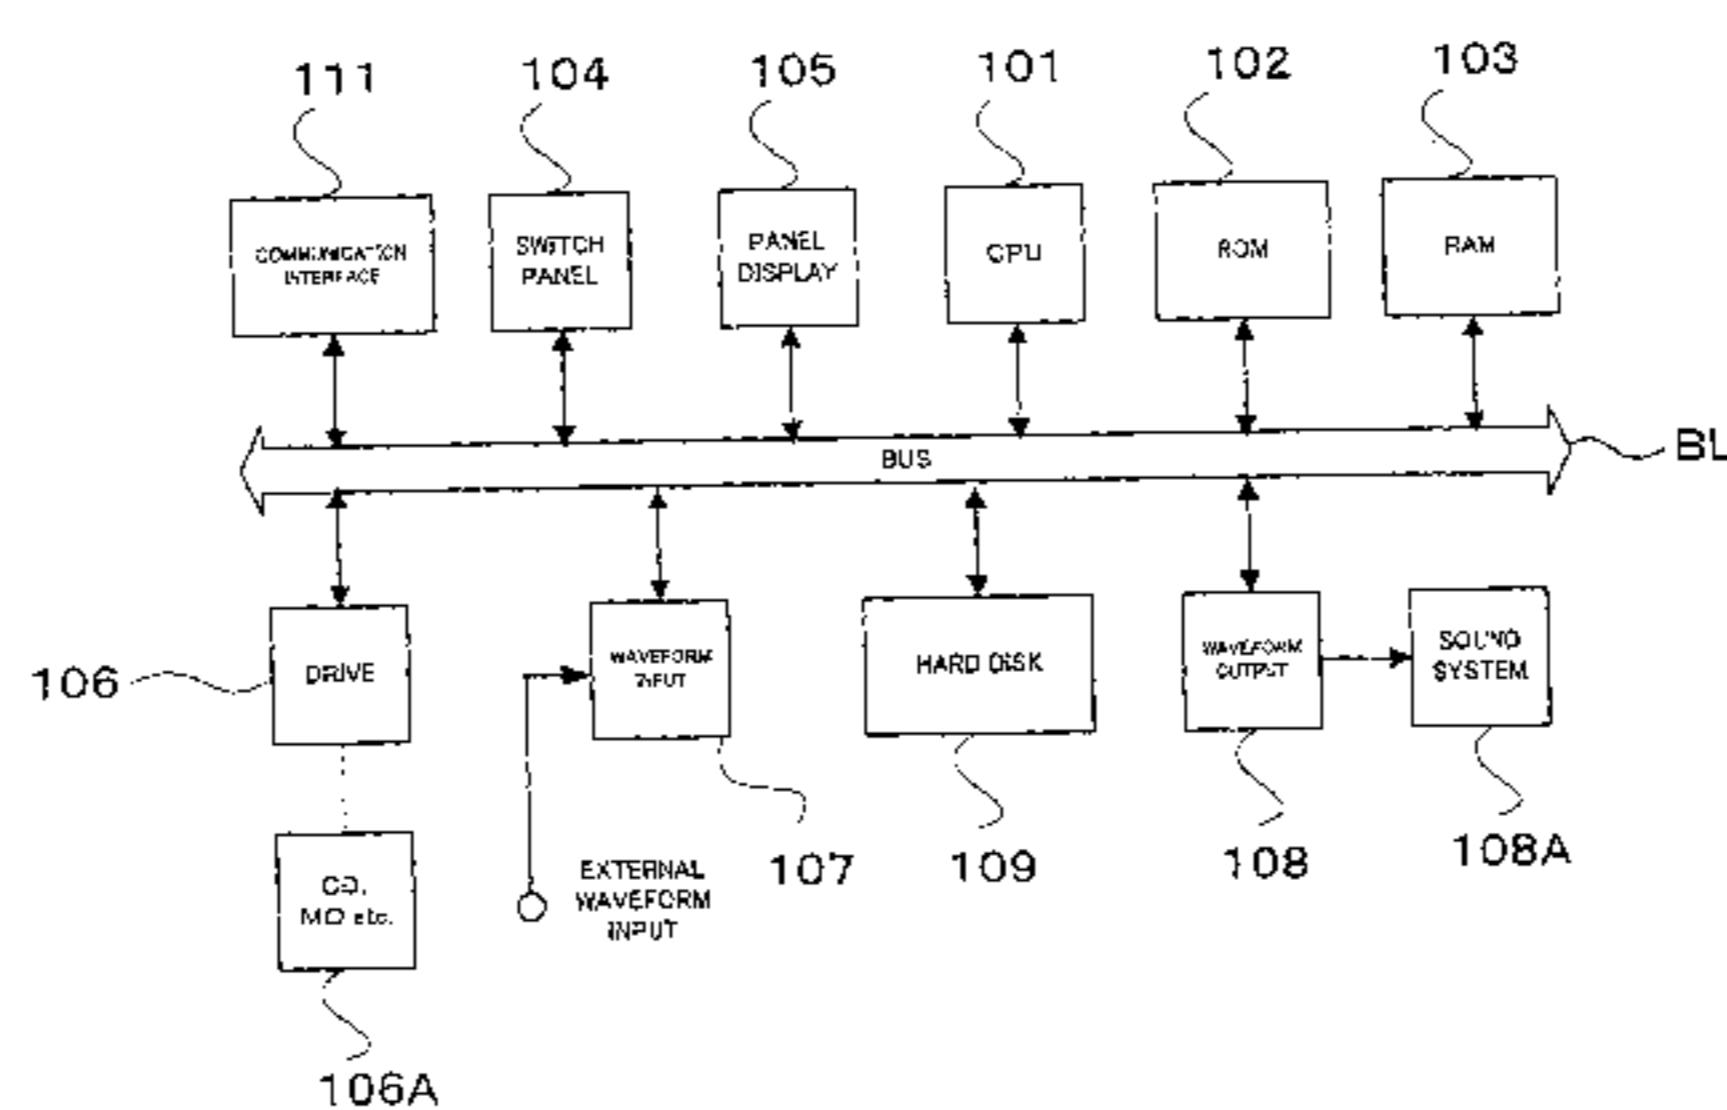 111
104
105
101
102
103
COMMUNICATION
INTERFACE
SWITCH
PANEL
PANEL
DISPLAY
CPU
ROM
RAM
BUS
BL
106
DRIVE
WAVEFORM
INPUT
HARD DISK
WAVEFORM
OUTPUT
SOUND
SYSTEM
CD,
MO etc.
EXTERNAL
WAVEFORM
INPUT
107
109
108
108A
106A